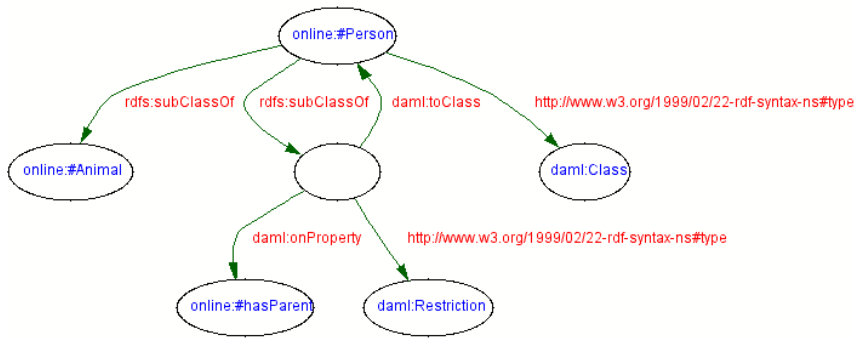 online:#Person
rdfs:subClassOf
rdfs:subClassOf
daml:toClass
http://www.w3.org/1999/02/22-rdf-syntax-ns#type
online:#Animal
daml:Class
daml:onProperty
http://www.w3.org/1999/02/22-rdf-syntax-ns#type
online:#hasParent
daml:Restriction